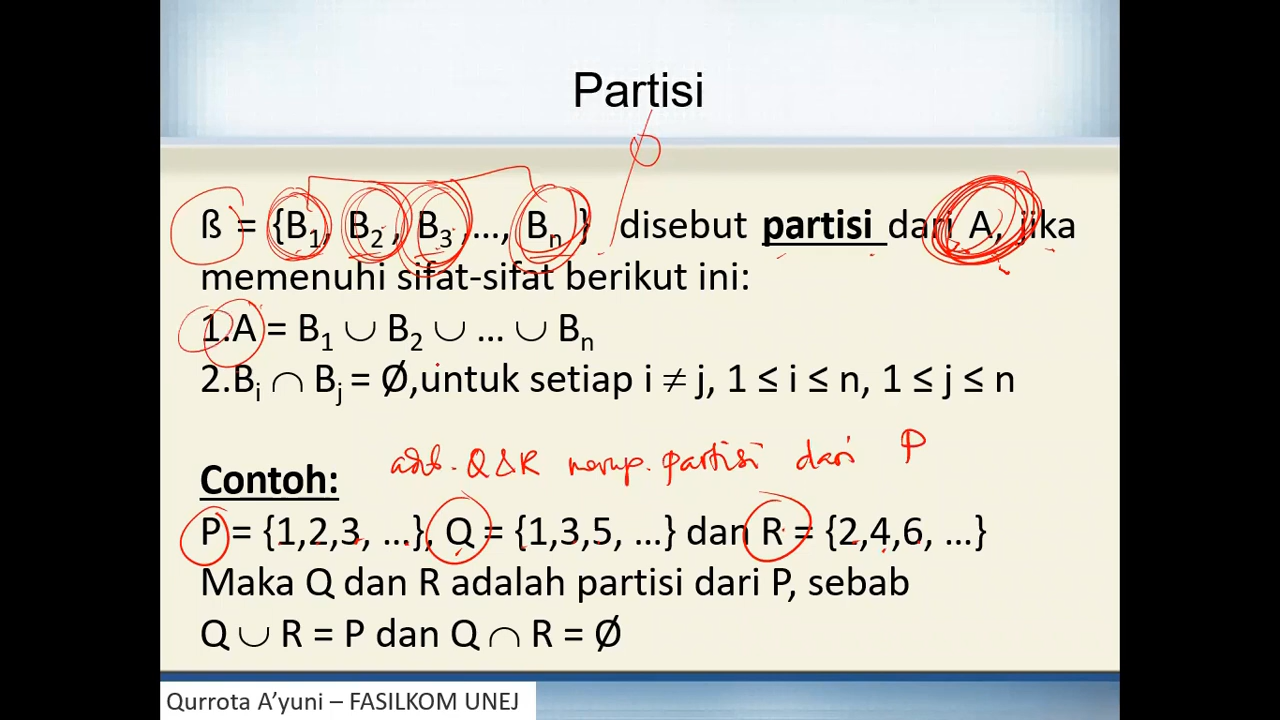 Partisi
ß = {B₁, B₂, B₃,…, Bₙ } disebut partisi dari A, jika
memenuhi sifat-sifat berikut ini:
1.A = B₁ ∪ B₂ ∪ … ∪ Bₙ
2.Bᵢ ∩ Bⱼ = Ø,untuk setiap i ≠ j, 1 ≤ i ≤ n, 1 ≤ j ≤ n
Q & R merup. partisi dari P
Contoh:
P = {1,2,3, …}, Q = {1,3,5, …} dan R = {2,4,6, …}
Maka Q dan R adalah partisi dari P, sebab
Q ∪ R = P dan Q ∩ R = Ø
Qurrota A’yuni – FASILKOM UNEJ